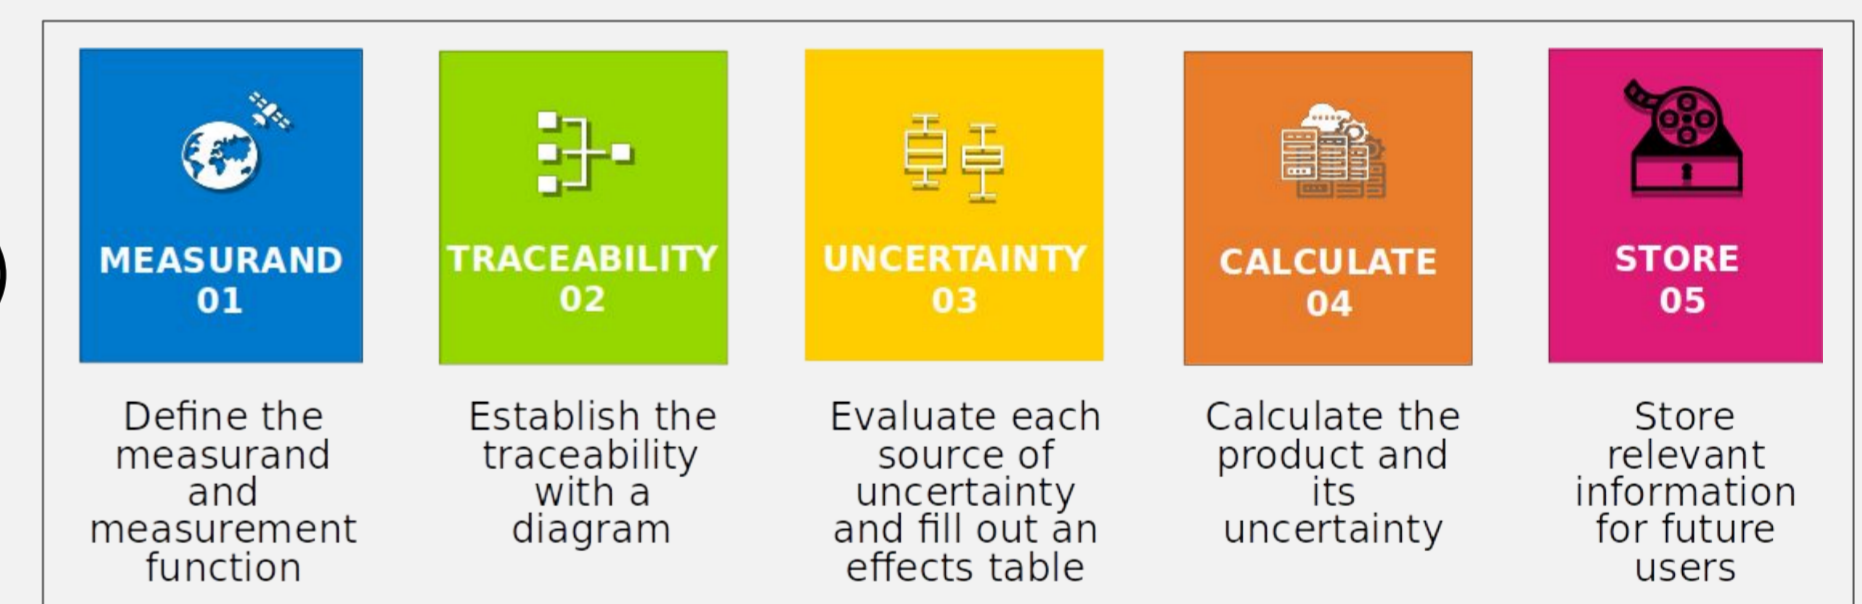 MEASURAND
01
Define the
measurand
and
measurement
function
TRACEABILITY
02
Establish the
traceability
with a
diagram
UNCERTAINTY
03
Evaluate each
source of
uncertainty
and fill out an
effects table
CALCULATE
04
Calculate the
product and
its
uncertainty
STORE
05
Store
relevant
information
for future
users